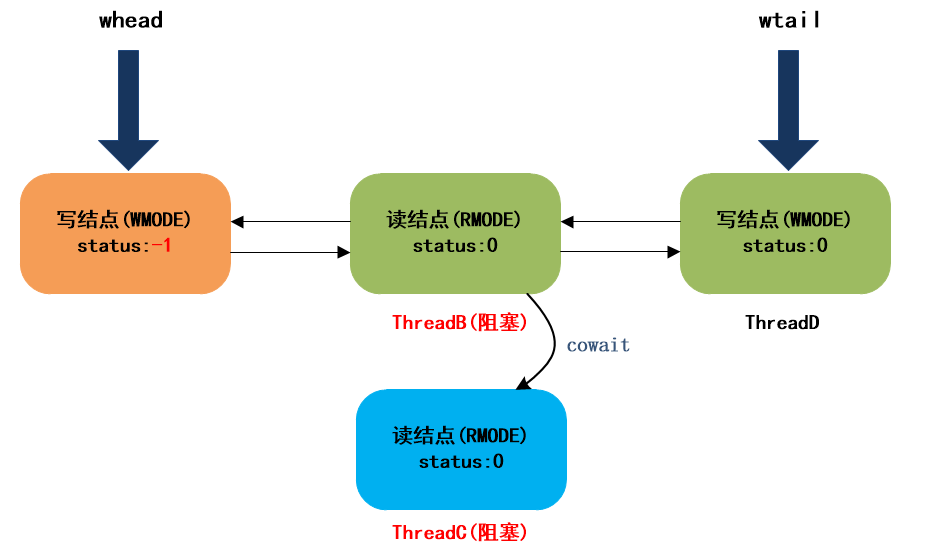 whead
wtail
写结点(WMODE)
status:-1
读结点(RMODE)
status:0
写结点(WMODE)
status:0
ThreadB(阻塞)
ThreadD
cowait
读结点(RMODE)
status:0
ThreadC(阻塞)